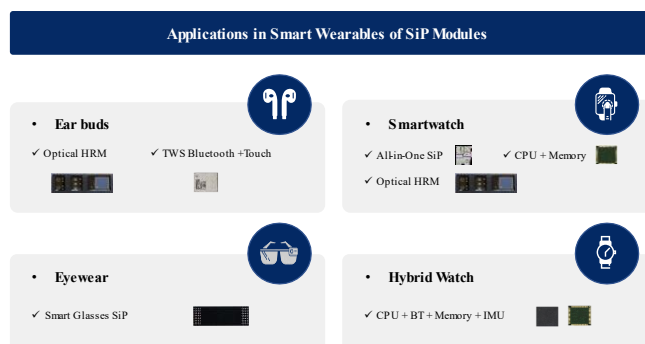 Applications in Smart Wearables of SiP Modules
• Ear buds
✓ Optical HRM
✓ TWS Bluetooth +Touch
• Smartwatch
✓ All-in-One SiP
✓ CPU + Memory
✓ Optical HRM
• Eyewear
✓ Smart Glasses SiP
• Hybrid Watch
✓ CPU + BT + Memory + IMU